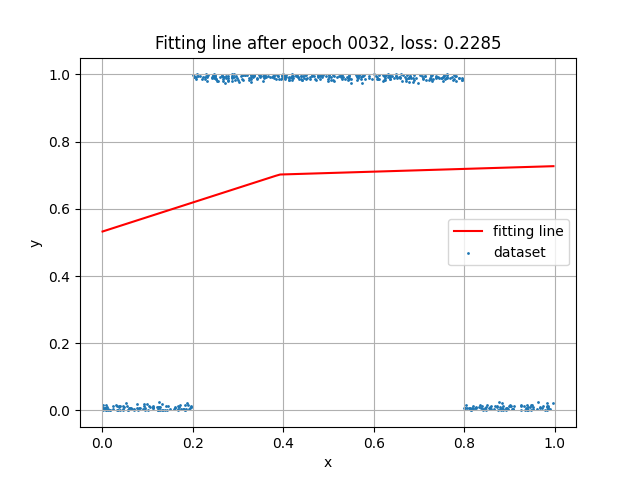 Fitting line after epoch 0032, loss: 0.2285
1.0
0.8
0.6
0.4
0.2
0.0
y
fitting line
dataset
0.0 0.2 0.4 0.6 0.8 1.0
x